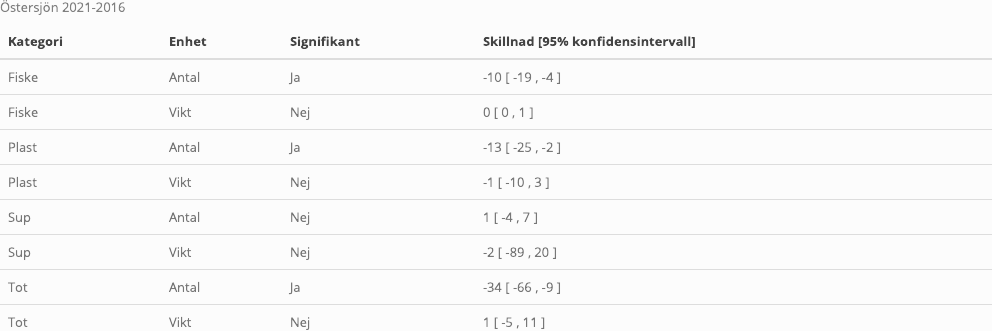 Östersjön 2021-2016
Kategori Enhet Signifikant Skillnad [95% konfidensintervall]
Fiske Antal Ja -10 [ -19 , -4 ]
Fiske Vikt Nej 0 [ 0 , 1 ]
Plast Antal Ja -13 [ -25 , -2 ]
Plast Vikt Nej -1 [ -10 , 3 ]
Sup Antal Nej 1 [ -4 , 7 ]
Sup Vikt Nej -2 [ -89 , 20 ]
Tot Antal Ja -34 [ -66 , -9 ]
Tot Vikt Nej 1 [ -5 , 11 ]